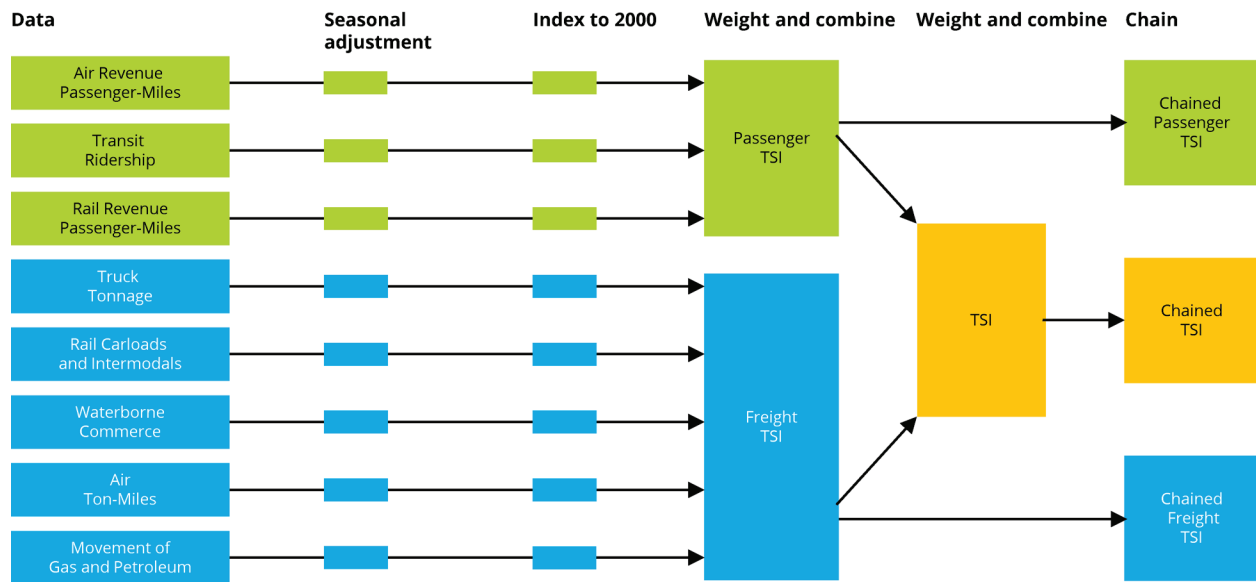 Data
Seasonal
adjustment
Index to 2000
Weight and combine
Weight and combine
Chain
Air Revenue
Passenger-Miles
Transit
Ridership
Rail Revenue
Passenger-Miles
Truck
Tonnage
Rail Carloads
and Intermodals
Waterborne
Commerce
Air
Ton-Miles
Movement of
Gas and Petroleum
Passenger
TSI
Freight
TSI
TSI
Chained
Passenger
TSI
Chained
TSI
Chained
Freight
TSI